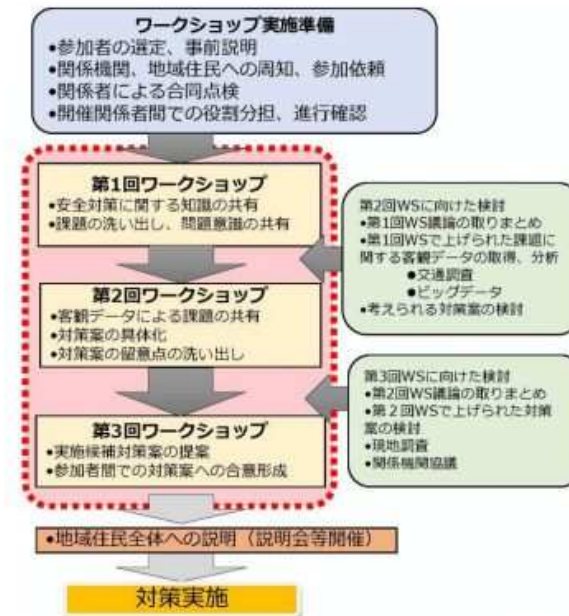 ワークショップ実施準備
•参加者の選定、事前説明
•関係機関、地域住民への周知、参加依頼
•関係者による合同点検
•開催関係者間での役割分担、進行確認
第1回ワークショップ
•安全対策に関する知識の共有
•課題の洗い出し、問題意識の共有
第2回WSに向けた検討
•第1回WS議論の取りまとめ
•第1回WSで上げられた課題に
関する客観データの取得、分析
●交通調査
●ビッグデータ
•考えられる対策案の検討
第2回ワークショップ
•客観データによる課題の共有
•対策案の具体化
•対策案の留意点の洗い出し
第3回WSに向けた検討
•第2回WS議論の取りまとめ
•第２回WSで上げられた対策
案の検討
•現地調査
•関係機関協議
第3回ワークショップ
•実施候補対策案の提案
•参加者間での対策案への合意形成
•地域住民全体への説明（説明会等開催）
対策実施